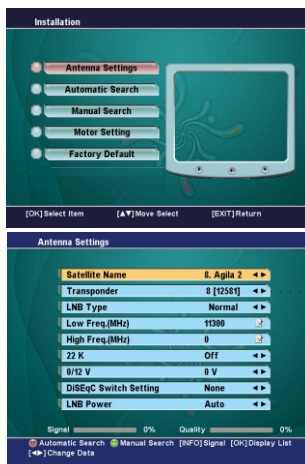 Installation
Antenna Settings
Automatic Search
Manual Search
Motor Setting
Factory Default
[OK]Select Item [▲▼]Move Select [EXIT]Return
Antenna Settings
Satellite Name 8. Agila 2 ◄►
Transponder 8 [12581] ◄►
LNB Type Normal ◄►
Low Freq.(MHz) 11300
High Freq.(MHz) 0
22 K Off ◄►
0/12 V 0 V ◄►
DiSEqC Switch Setting None ◄►
LNB Power Auto ◄►
Signal 0% Quality 0%
Automatic Search Manual Search [INFO]Signal [OK]Display List
[◄►]Change Data